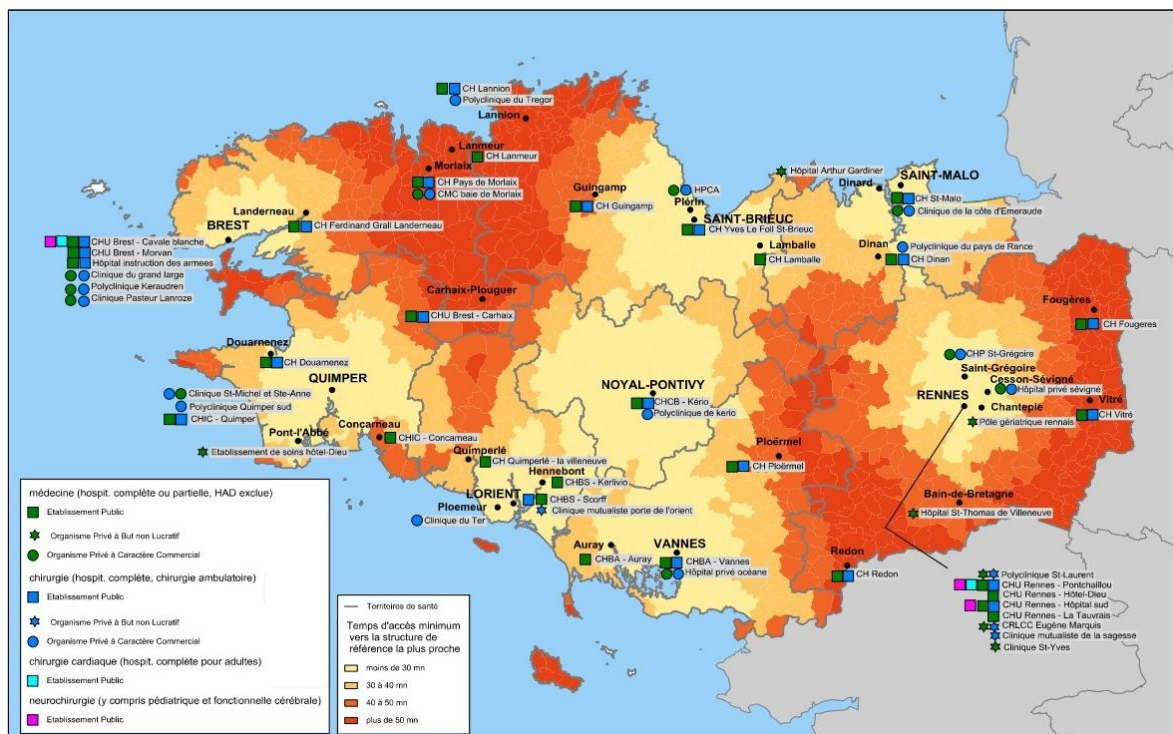 CH Lannion
Polyclinique du Tregor
Lannion
Lanmeur
CH Lanmeur
Morlaix
CH Pays de Morlaix
CMC baie de Morlaix
Guingamp
CH Guingamp
HPCA
Plérin
SAINT-BRIEUC
CH Yves Le Foll St-Brieuc
Hôpital Arthur Gardiner
Dinard
SAINT-MALO
CH St-Malo
Clinique de la côte d'Emeraude
Lamballe
CH Lamballe
Dinan
Polyclinique du pays de Rance
CH Dinan
Landerneau
CH Ferdinand Grall Landerneau
BREST
CHU Brest - Cavale blanche
CHU Brest - Morvan
Hôpital instruction des armees
Clinique du grand large
Polyclinique Keraudren
Clinique Pasteur Lanroze
Carhaix-Plouguer
CHU Brest - Carhaix
Fougères
CH Fougeres
Douarnenez
CH Douarnenez
QUIMPER
Clinique St-Michel et Ste-Anne
Polyclinique Quimper sud
CHIC - Quimper
Pont-l'Abbé
Etablissement de soins hôtel-Dieu
Concarneau
CHIC - Concarneau
NOYAL-PONTIVY
CHCB - Kério
Polyclinique de kerio
CHP St-Grégoire
Saint-Grégoire
Cesson-Sévigné
Hôpital privé sévigné
RENNES
Chantepie
Pôle gériatrique rennais
Vitré
CH Vitré
Ploërmel
CH Ploërmel
Quimperlé
CH Quimperlé - la villeneuve
Hennebont
CHBS - Kerlivio
LORIENT
CHBS - Scorff
Ploemeur
Clinique mutualiste porte de l'orient
Clinique du Ter
Bain-de-Bretagne
Hôpital St-Thomas de Villeneuve
Auray
CHBA - Auray
VANNES
CHBA - Vannes
Hôpital privé océane
Redon
CH Redon
Polyclinique St-Laurent
CHU Rennes - Pontchaillou
CHU Rennes - Hôtel-Dieu
CHU Rennes - Hôpital sud
CHU Rennes - La Tauvrais
CRLCC Eugène Marquis
Clinique mutualiste de la sagesse
Clinique St-Yves
médecine (hospit. complète ou partielle, HAD exclue)
Etablissement Public
Organisme Privé à But non Lucratif
Organisme Privé à Caractère Commercial
chirurgie (hospit. complète, chirurgie ambulatoire)
Etablissement Public
Organisme Privé à But non Lucratif
Organisme Privé à Caractère Commercial
chirurgie cardiaque (hospit. complète pour adultes)
Etablissement Public
neurochirurgie (y compris pédiatrique et fonctionnelle cérébrale)
Etablissement Public
Territoires de santé
Temps d'accès minimum
vers la structure de
référence la plus proche
moins de 30 mn
30 à 40 mn
40 à 50 mn
plus de 50 mn